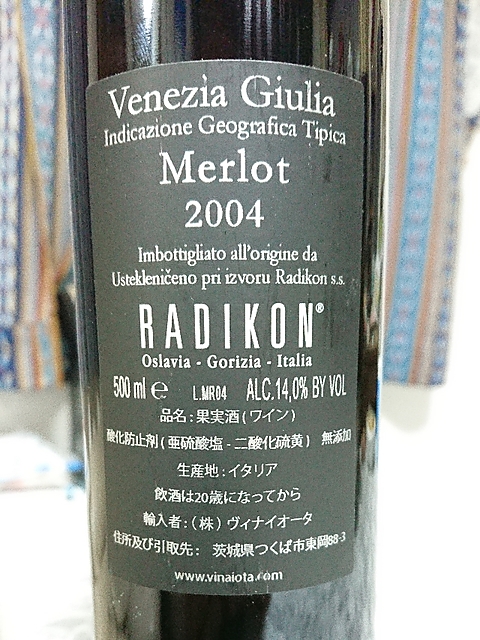 Venezia Giulia
Indicazione Geografica Tipica
Merlot
2004
Imbottigliato all'origine da
Ustekleničeno pri izvoru Radikon s.s.
RADIKON®
Oslavia - Gorizia - Italia
500 ml ℮ L.MR04 ALC.14,0% BY VOL
品名:果実酒(ワイン)
酸化防止剤(亜硫酸塩-二酸化硫黄) 無添加
生産地:イタリア
飲酒は20歳になってから
輸入者:(株)ヴィナイオータ
住所及び引取先: 茨城県つくば市東岡88-3
www.vinaiota.com